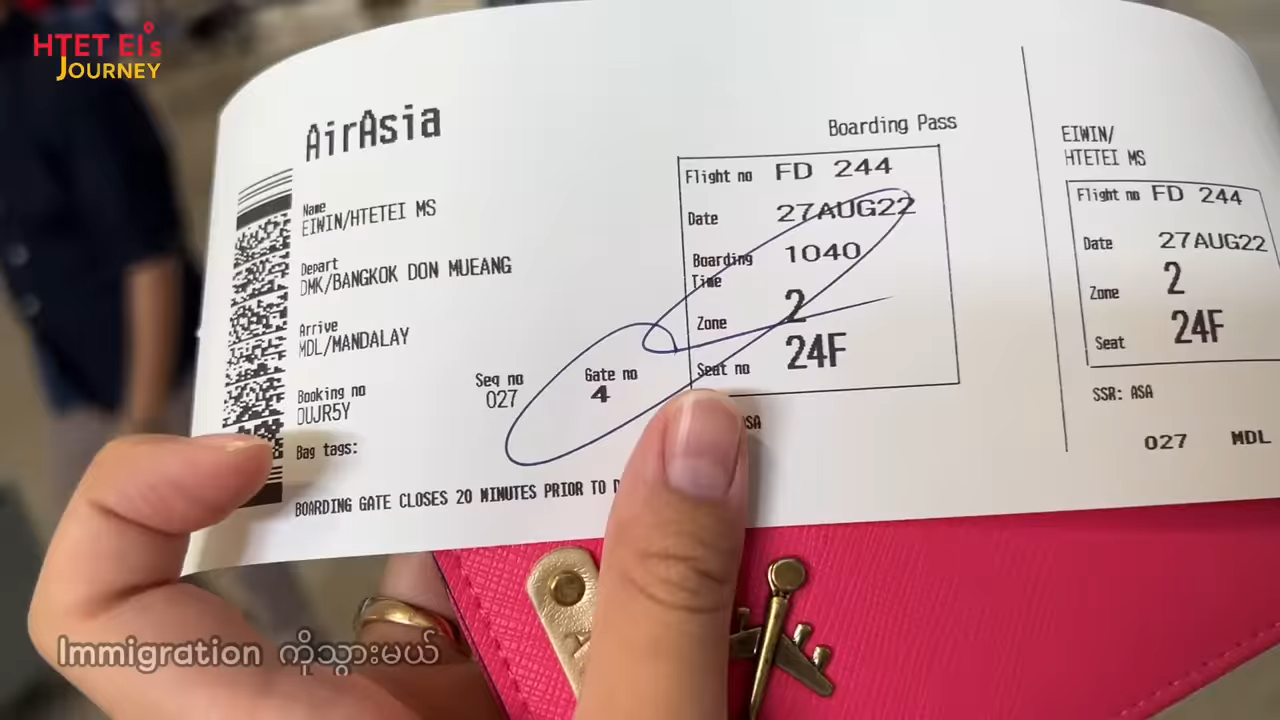 HTET EI's
JOURNEY
AirAsia
Boarding Pass
Name
EIWIN/HTETEI MS
Depart
DMK/BANGKOK DON MUEANG
Arrive
MDL/MANDALAY
Booking no
DUJR5Y
Seq no
027
Gate no
4
Bag tags:
BOARDING GATE CLOSES 20 MINUTES PRIOR TO
Flight no FD 244
Date 27AUG22
Boarding Time 1040
Zone 2
Seat no 24F
ASA
EIWIN/
HTETEI MS
Flight no FD 244
Date 27AUG22
Zone 2
Seat 24F
SSR: ASA
027 MDL
Immigration ကိုသွားမယ်